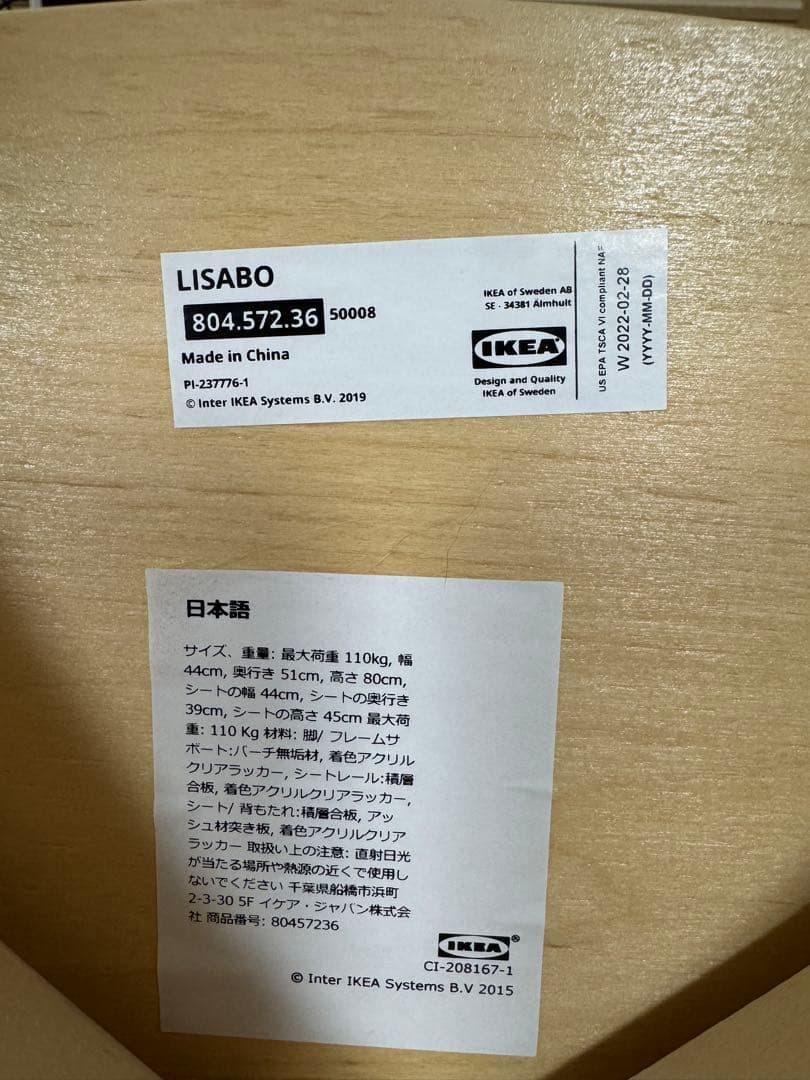 LISABO
804.572.36 50008
Made in China
PI-237776-1
© Inter IKEA Systems B.V. 2019
IKEA of Sweden AB
SE - 34381 Älmhult
IKEA
Design and Quality
IKEA of Sweden
US EPA TSCA VI compliant NA=
W 2022-02-28
(YYYY-MM-DD)
日本語
サイズ、重量: 最大荷重 110kg, 幅
44cm, 奥行き 51cm, 高さ 80cm,
シートの幅 44cm, シートの奥行き
39cm, シートの高さ 45cm 最大荷
重: 110 Kg 材料: 脚/ フレームサ
ポート:バーチ無垢材, 着色アクリル
クリアラッカー, シートレール:積層
合板, 着色アクリルクリアラッカー,
シート/ 背もたれ:積層合板, アッ
シュ材突き板, 着色アクリルクリア
ラッカー 取扱い上の注意: 直射日光
が当たる場所や熱源の近くで使用し
ないでください 千葉県船橋市浜町
2-3-30 5F イケア・ジャパン株式会
社 商品番号: 80457236
IKEA®
CI-208167-1
© Inter IKEA Systems B.V 2015